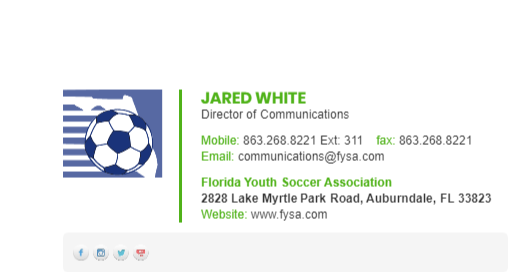 JARED WHITE
Director of Communications
Mobile: 863.268.8221 Ext: 311 fax: 863.268.8221
Email: communications@fysa.com
Florida Youth Soccer Association
2828 Lake Myrtle Park Road, Auburndale, FL 33823
Website: www.fysa.com